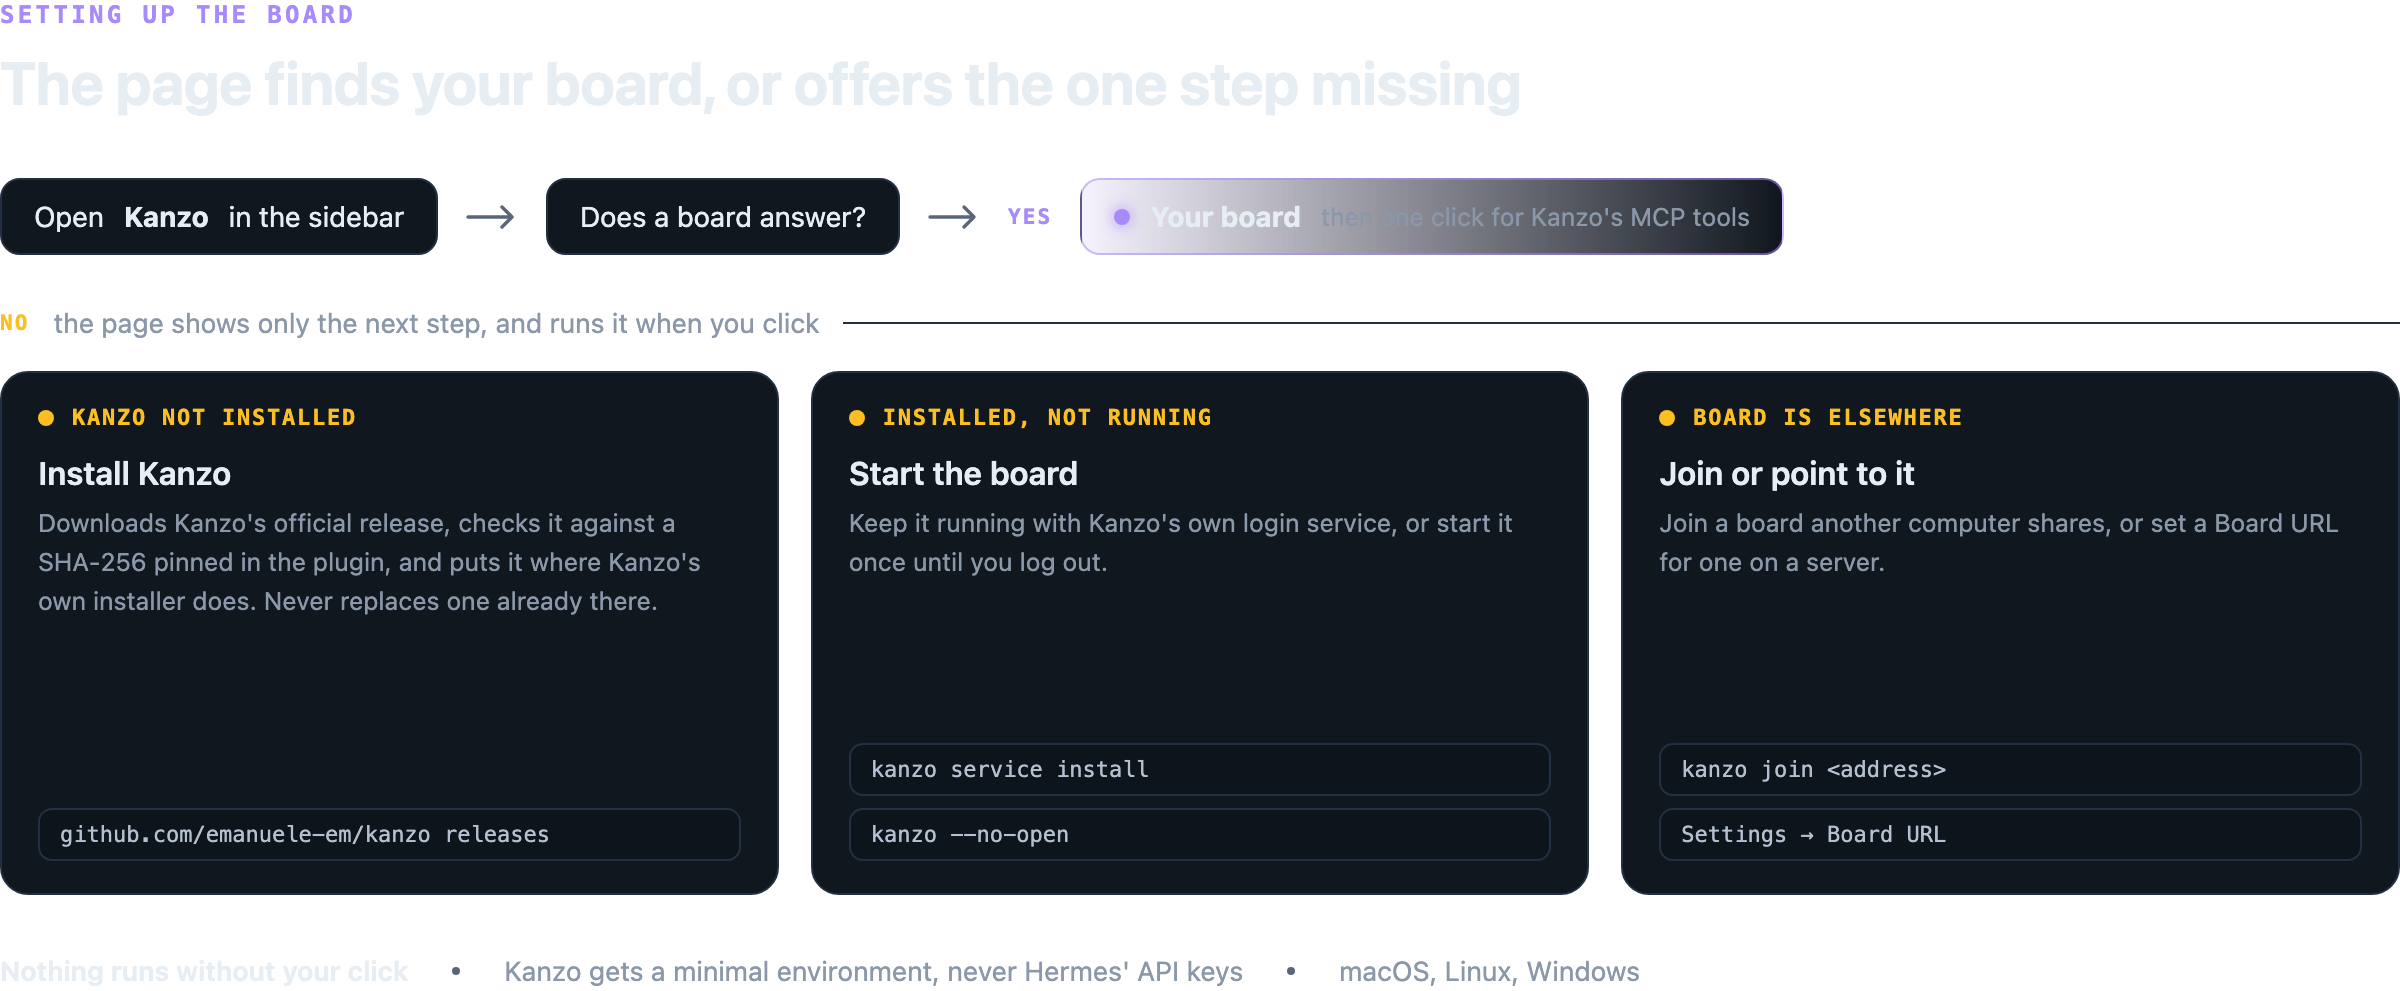 SETTING UP THE BOARD
The page finds your board, or offers the one step missing
Open Kanzo in the sidebar
Does a board answer?
YES
Your board then one click for Kanzo's MCP tools
NO the page shows only the next step, and runs it when you click
KANZO NOT INSTALLED
Install Kanzo
Downloads Kanzo's official release, checks it against a
SHA-256 pinned in the plugin, and puts it where Kanzo's
own installer does. Never replaces one already there.
github.com/emanuele-em/kanzo releases
INSTALLED, NOT RUNNING
Start the board
Keep it running with Kanzo's own login service, or start it
once until you log out.
kanzo service install
kanzo --no-open
BOARD IS ELSEWHERE
Join or point to it
Join a board another computer shares, or set a Board URL
for one on a server.
kanzo join <address>
Settings → Board URL
Nothing runs without your click • Kanzo gets a minimal environment, never Hermes' API keys • macOS, Linux, Windows